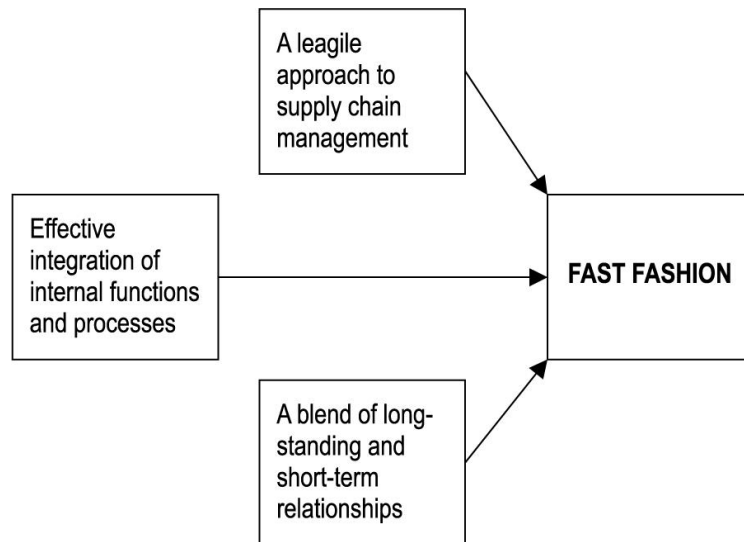 A leagile
approach to
supply chain
management
Effective
integration of
internal functions
and processes
FAST FASHION
A blend of long-
standing and
short-term
relationships